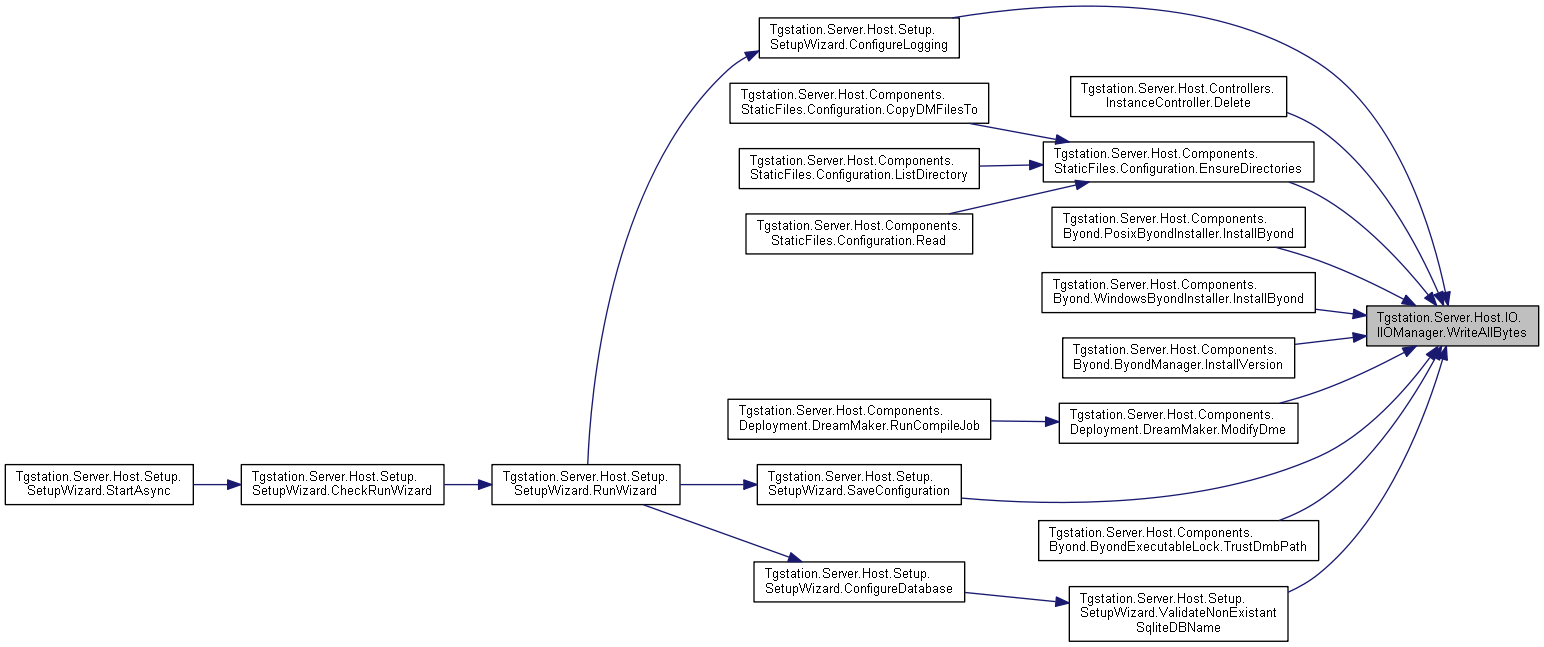 Tgstation.Server.Host.Setup.
SetupWizard.ConfigureLogging
Tgstation.Server.Host.Controllers.
InstanceController.Delete
Tgstation.Server.Host.Components.
StaticFiles.Configuration.CopyDMFilesTo
Tgstation.Server.Host.Components.
StaticFiles.Configuration.EnsureDirectories
Tgstation.Server.Host.Components.
StaticFiles.Configuration.ListDirectory
Tgstation.Server.Host.Components.
StaticFiles.Configuration.Read
Tgstation.Server.Host.Components.
Byond.PosixByondInstaller.InstallByond
Tgstation.Server.Host.Components.
Byond.WindowsByondInstaller.InstallByond
Tgstation.Server.Host.IO.
IIOManager.WriteAllBytes
Tgstation.Server.Host.Components.
Byond.ByondManager.InstallVersion
Tgstation.Server.Host.Components.
Deployment.DreamMaker.RunCompileJob
Tgstation.Server.Host.Components.
Deployment.DreamMaker.ModifyDme
Tgstation.Server.Host.Setup.
SetupWizard.StartAsync
Tgstation.Server.Host.Setup.
SetupWizard.CheckRunWizard
Tgstation.Server.Host.Setup.
SetupWizard.RunWizard
Tgstation.Server.Host.Setup.
SetupWizard.SaveConfiguration
Tgstation.Server.Host.Components.
Byond.ByondExecutableLock.TrustDmbPath
Tgstation.Server.Host.Setup.
SetupWizard.ConfigureDatabase
Tgstation.Server.Host.Setup.
SetupWizard.ValidateNonExistant
SqliteDBName